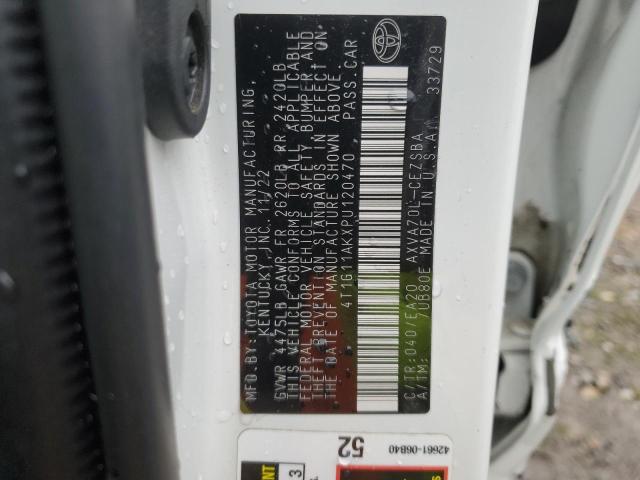 MFD.BY:TOYOTA MOTOR MANUFACTURING,
KENTUCKY, INC. 11/22
GVWR 4475LB GAWR FR 2620LB RR 2420LB
THIS VEHICLE CONFORMS TO ALL APPLICABLE
FEDERAL MOTOR VEHICLE SAFETY, BUMPER AND
THEFT PREVENTION STANDARDS IN EFFECT ON
THE DATE OF MANUFACTURE SHOWN ABOVE.
4T1G11AKXPU120470 PASS.CAR
C/TR:040/EA20 AXVA70L-CEZSBA
A/TM: /UB80E MADE IN U.S.A. 33729
52
42661-06B40